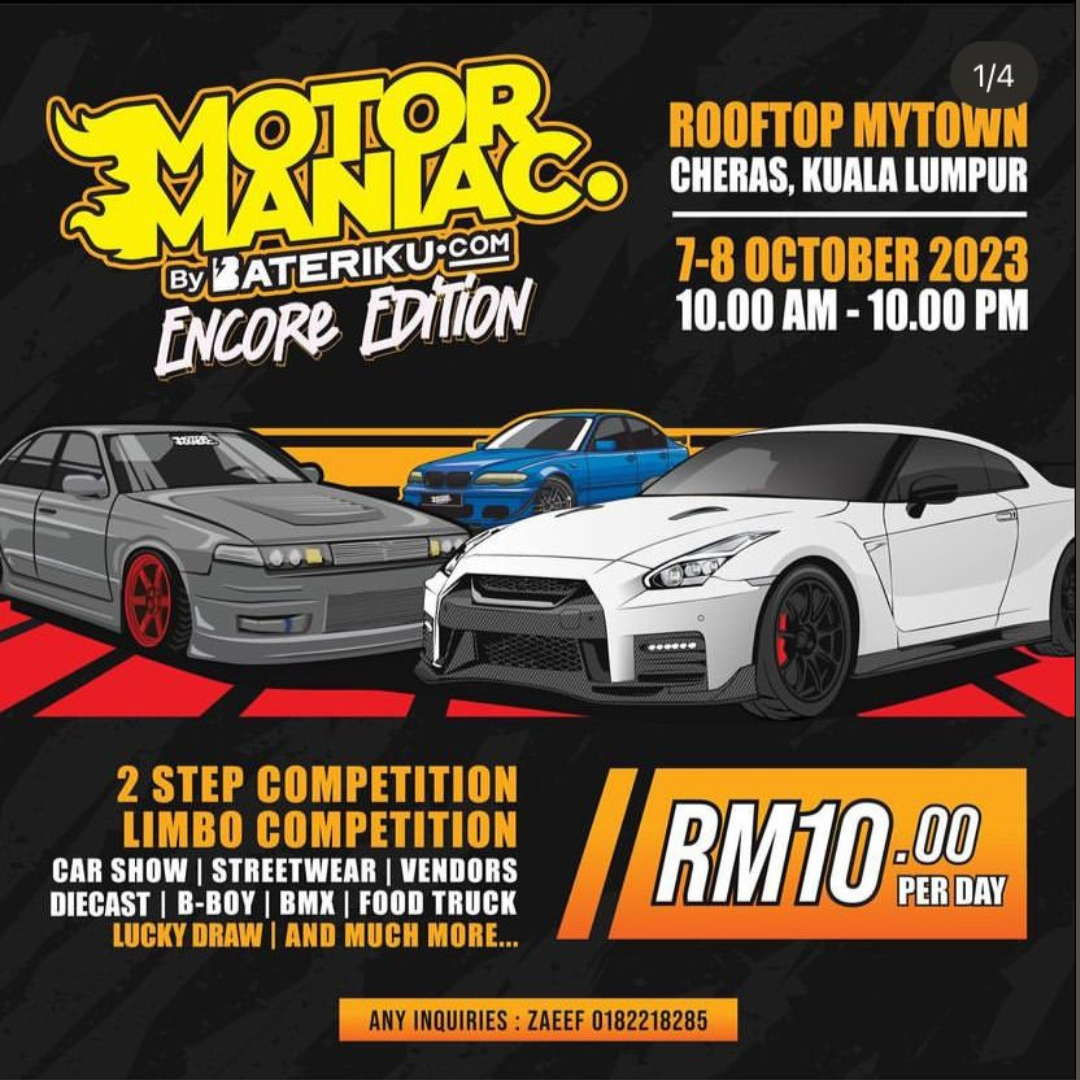 1/4
MOTOR
MANIAC.
By BATERIKU.COM
ENCORE EDITION
ROOFTOP MYTOWN
CHERAS, KUALA LUMPUR
7-8 OCTOBER 2023
10.00 AM - 10.00 PM
MOTOR MANIAC.
2 STEP COMPETITION
LIMBO COMPETITION
CAR SHOW | STREETWEAR | VENDORS
DIECAST | B-BOY | BMX | FOOD TRUCK
LUCKY DRAW | AND MUCH MORE...
RM10.00
PER DAY
ANY INQUIRIES : ZAEEF 0182218285